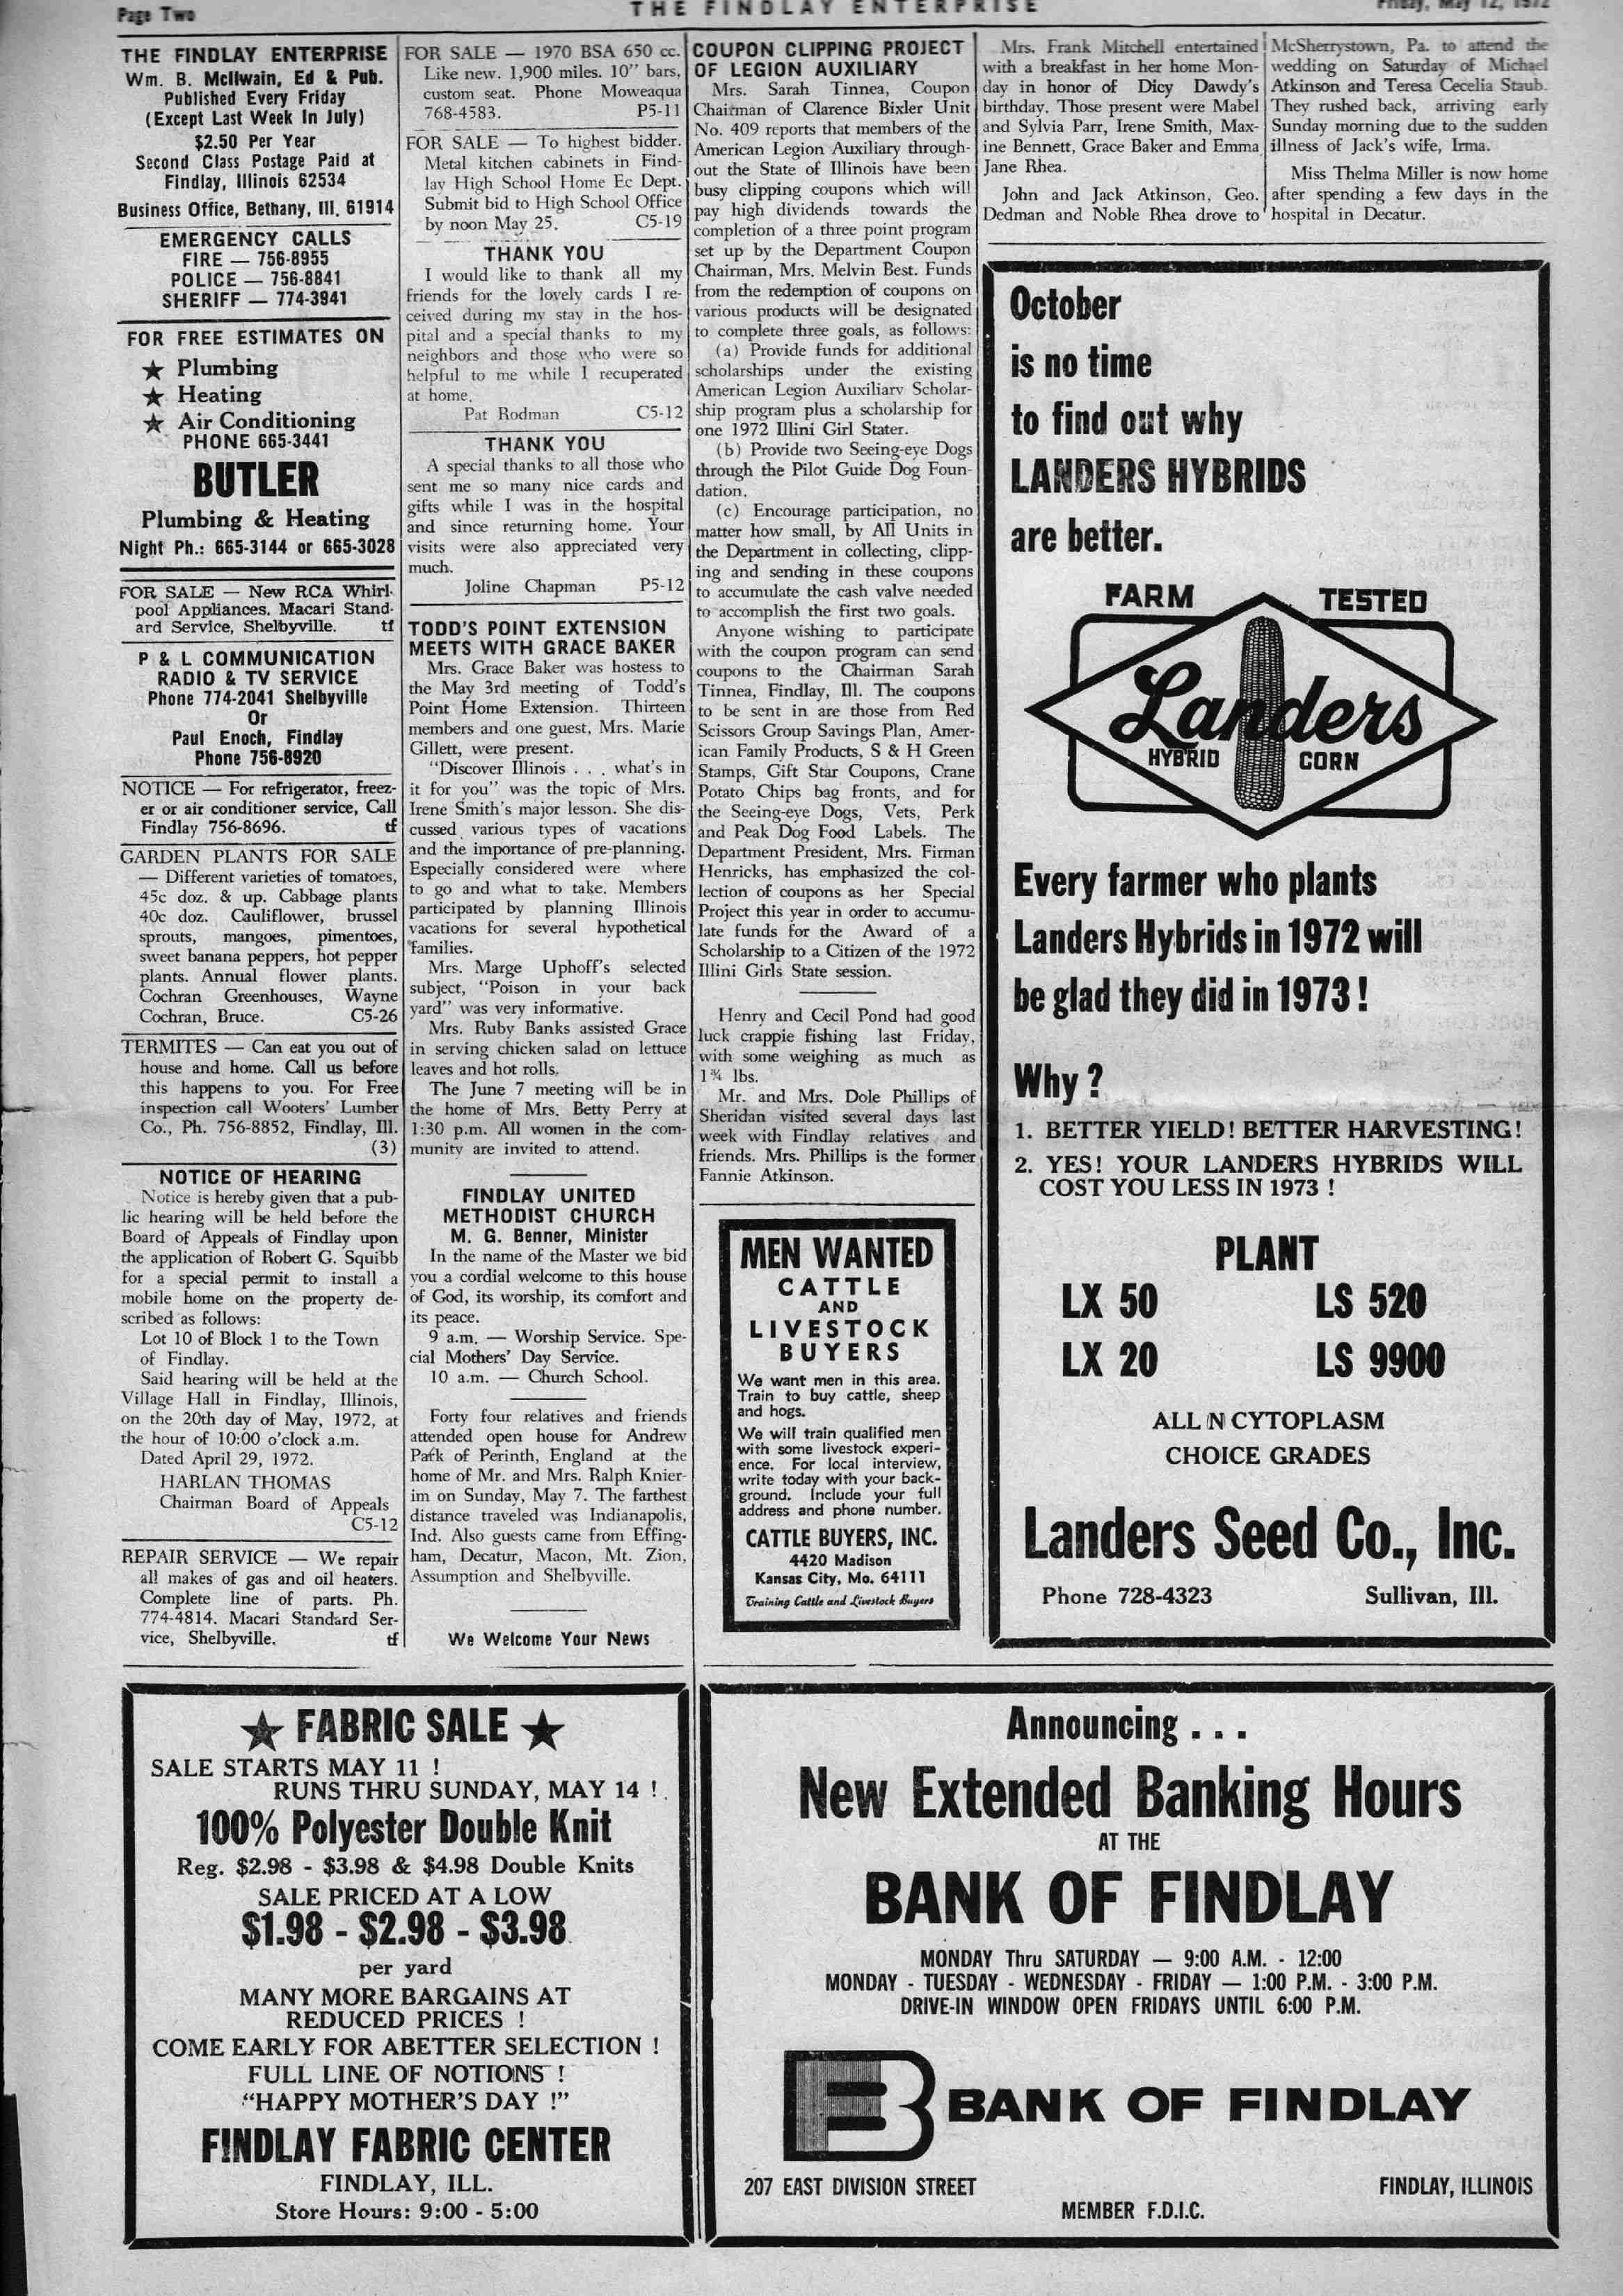 Page Two
THE FINDLAY ENTERPRISE
Friday, May 12, 1972
THE FINDLAY ENTERPRISE
Wm. B. McIlwain, Ed & Pub.
Published Every Friday
(Except Last Week In July)
$2.50 Per Year
Second Class Postage Paid at
Findlay, Illinois 62534
Business Office, Bethany, Ill. 61914
EMERGENCY CALLS
FIRE — 756-8955
POLICE — 756-8841
SHERIFF — 774-3941
FOR FREE ESTIMATES ON
★ Plumbing
★ Heating
★ Air Conditioning
PHONE 665-3441
BUTLER
Plumbing & Heating
Night Ph.: 665-3144 or 665-3028
FOR SALE — New RCA Whirl-
pool Appliances. Macari Stand-
ard Service, Shelbyville. tf
P & L COMMUNICATION
RADIO & TV SERVICE
Phone 774-2041 Shelbyville
Or
Paul Enoch, Findlay
Phone 756-8920
NOTICE — For refrigerator, freez-
er or air conditioner service, Call
Findlay 756-8696. tf
GARDEN PLANTS FOR SALE
— Different varieties of tomatoes,
45c doz. & up. Cabbage plants
40c doz. Cauliflower, brussel
sprouts, mangoes, pimentoes,
sweet banana peppers, hot pepper
plants. Annual flower plants.
Cochran Greenhouses, Wayne
Cochran, Bruce. C5-26
TERMITES — Can eat you out of
house and home. Call us before
this happens to you. For Free
inspection call Wooters' Lumber
Co., Ph. 756-8852, Findlay, Ill.
(3)
NOTICE OF HEARING
Notice is hereby given that a pub-
lic hearing will be held before the
Board of Appeals of Findlay upon
the application of Robert G. Squibb
for a special permit to install a
mobile home on the property de-
scribed as follows:
Lot 10 of Block 1 to the Town
of Findlay.
Said hearing will be held at the
Village Hall in Findlay, Illinois,
on the 20th day of May, 1972, at
the hour of 10:00 o'clock a.m.
Dated April 29, 1972.
HARLAN THOMAS
Chairman Board of Appeals
C5-12
REPAIR SERVICE — We repair
all makes of gas and oil heaters.
Complete line of parts. Ph.
774-4814. Macari Standard Ser-
vice, Shelbyville. tf
FOR SALE — 1970 BSA 650 cc.
Like new. 1,900 miles. 10" bars,
custom seat. Phone Moweaqua
768-4583. P5-11
FOR SALE — To highest bidder.
Metal kitchen cabinets in Find-
lay High School Home Ec Dept.
Submit bid to High School Office
by noon May 25. C5-19
THANK YOU
I would like to thank all my
friends for the lovely cards I re-
ceived during my stay in the hos-
pital and a special thanks to my
neighbors and those who were so
helpful to me while I recuperated
at home.
Pat Rodman C5-12
THANK YOU
A special thanks to all those who
sent me so many nice cards and
gifts while I was in the hospital
and since returning home. Your
visits were also appreciated very
much.
Joline Chapman P5-12
TODD'S POINT EXTENSION
MEETS WITH GRACE BAKER
Mrs. Grace Baker was hostess to
the May 3rd meeting of Todd's
Point Home Extension. Thirteen
members and one guest, Mrs. Marie
Gillett, were present.
"Discover Illinois . . . what's in
it for you" was the topic of Mrs.
Irene Smith's major lesson. She dis-
cussed various types of vacations
and the importance of pre-planning.
Especially considered were where
to go and what to take. Members
participated by planning Illinois
vacations for several hypothetical
families.
Mrs. Marge Uphoff's selected
subject, "Poison in your back
yard" was very informative.
Mrs. Ruby Banks assisted Grace
in serving chicken salad on lettuce
leaves and hot rolls.
The June 7 meeting will be in
the home of Mrs. Betty Perry at
1:30 p.m. All women in the com-
munity are invited to attend.
FINDLAY UNITED
METHODIST CHURCH
M. G. Benner, Minister
In the name of the Master we bid
you a cordial welcome to this house
of God, its worship, its comfort and
its peace.
9 a.m. — Worship Service. Spe-
cial Mothers' Day Service.
10 a.m. — Church School.
Forty four relatives and friends
attended open house for Andrew
Park of Perinth, England at the
home of Mr. and Mrs. Ralph Knier-
im on Sunday, May 7. The farthest
distance traveled was Indianapolis,
Ind. Also guests came from Effing-
ham, Decatur, Macon, Mt. Zion,
Assumption and Shelbyville.
We Welcome Your News
COUPON CLIPPING PROJECT
OF LEGION AUXILIARY
Mrs. Sarah Tinnea, Coupon
Chairman of Clarence Bixler Unit
No. 409 reports that members of the
American Legion Auxiliary through-
out the State of Illinois have been
busy clipping coupons which will
pay high dividends towards the
completion of a three point program
set up by the Department Coupon
Chairman, Mrs. Melvin Best. Funds
from the redemption of coupons on
various products will be designated
to complete three goals, as follows:
(a) Provide funds for additional
scholarships under the existing
American Legion Auxiliary Scholar-
ship program plus a scholarship for
one 1972 Illini Girl Stater.
(b) Provide two Seeing-eye Dogs
through the Pilot Guide Dog Foun-
dation.
(c) Encourage participation, no
matter how small, by All Units in
the Department in collecting, clipp-
ing and sending in these coupons
to accumulate the cash valve needed
to accomplish the first two goals.
Anyone wishing to participate
with the coupon program can send
coupons to the Chairman Sarah
Tinnea, Findlay, Ill. The coupons
to be sent in are those from Red
Scissors Group Savings Plan, Amer-
ican Family Products, S & H Green
Stamps, Gift Star Coupons, Crane
Potato Chips bag fronts, and for
the Seeing-eye Dogs, Vets, Perk
and Peak Dog Food Labels. The
Department President, Mrs. Firman
Henricks, has emphasized the col-
lection of coupons as her Special
Project this year in order to accumu-
late funds for the Award of a
Scholarship to a Citizen of the 1972
Illini Girls State session.
Henry and Cecil Pond had good
luck crappie fishing last Friday,
with some weighing as much as
1¾ lbs.
Mr. and Mrs. Dole Phillips of
Sheridan visited several days last
week with Findlay relatives and
friends. Mrs. Phillips is the former
Fannie Atkinson.
MEN WANTED
CATTLE
AND
LIVESTOCK
BUYERS
We want men in this area.
Train to buy cattle, sheep
and hogs.
We will train qualified men
with some livestock experi-
ence. For local interview,
write today with your back-
ground. Include your full
address and phone number.
CATTLE BUYERS, INC.
4420 Madison
Kansas City, Mo. 64111
Training Cattle and Livestock Buyers
Mrs. Frank Mitchell entertained
with a breakfast in her home Mon-
day in honor of Dicy Dawdy's
birthday. Those present were Mabel
and Sylvia Parr, Irene Smith, Max-
ine Bennett, Grace Baker and Emma
Jane Rhea.
John and Jack Atkinson, Geo.
Dedman and Noble Rhea drove to
McSherrystown, Pa. to attend the
wedding on Saturday of Michael
Atkinson and Teresa Cecelia Staub.
They rushed back, arriving early
Sunday morning due to the sudden
illness of Jack's wife, Irma.
Miss Thelma Miller is now home
after spending a few days in the
hospital in Decatur.
October
is no time
to find out why
LANDERS HYBRIDS
are better.
FARM TESTED
Landers
HYBRID CORN
Every farmer who plants
Landers Hybrids in 1972 will
be glad they did in 1973!
Why?
1. BETTER YIELD! BETTER HARVESTING!
2. YES! YOUR LANDERS HYBRIDS WILL
COST YOU LESS IN 1973 !
PLANT
LX 50 LS 520
LX 20 LS 9900
ALL N CYTOPLASM
CHOICE GRADES
Landers Seed Co., Inc.
Phone 728-4323 Sullivan, Ill.
★ FABRIC SALE ★
SALE STARTS MAY 11 !
RUNS THRU SUNDAY, MAY 14 !
100% Polyester Double Knit
Reg. $2.98 - $3.98 & $4.98 Double Knits
SALE PRICED AT A LOW
$1.98 - $2.98 - $3.98
per yard
MANY MORE BARGAINS AT
REDUCED PRICES !
COME EARLY FOR ABETTER SELECTION !
FULL LINE OF NOTIONS !
"HAPPY MOTHER'S DAY !"
FINDLAY FABRIC CENTER
FINDLAY, ILL.
Store Hours: 9:00 - 5:00
Announcing . . .
New Extended Banking Hours
AT THE
BANK OF FINDLAY
MONDAY Thru SATURDAY — 9:00 A.M. - 12:00
MONDAY - TUESDAY - WEDNESDAY - FRIDAY — 1:00 P.M. - 3:00 P.M.
DRIVE-IN WINDOW OPEN FRIDAYS UNTIL 6:00 P.M.
BANK OF FINDLAY
207 EAST DIVISION STREET FINDLAY, ILLINOIS
MEMBER F.D.I.C.